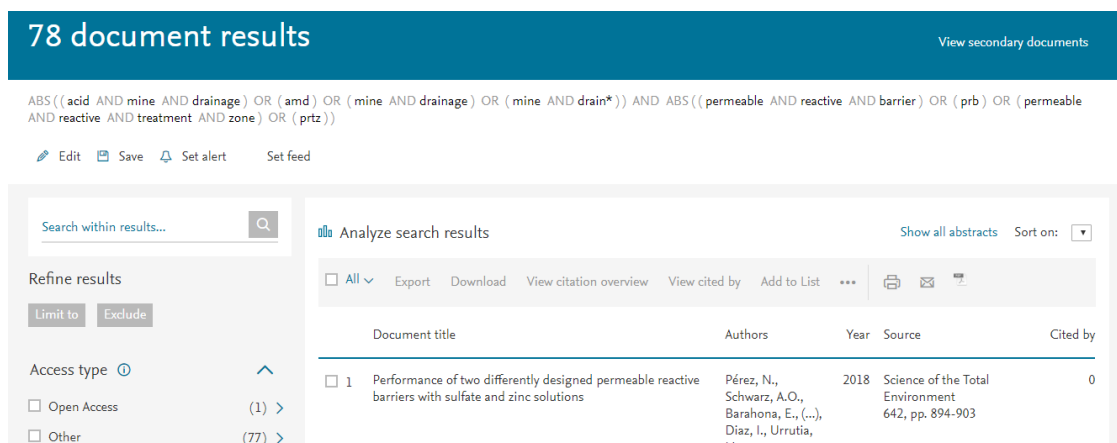 78 document results
View secondary documents
ABS ( ( acid AND mine AND drainage ) OR ( amd ) OR ( mine AND drainage ) OR ( mine AND drain* ) ) AND ABS ( ( permeable AND reactive AND barrier ) OR ( prb ) OR ( permeable
AND reactive AND treatment AND zone ) OR ( prtz ) )
Edit Save Set alert Set feed
Search within results...
Refine results
Limit to Exclude
Access type
Open Access (1)
Other (77)
Analyze search results
Show all abstracts Sort on:
All Export Download View citation overview View cited by Add to List •••
Document title Authors Year Source Cited by
1 Performance of two differently designed permeable reactive
barriers with sulfate and zinc solutions
Pérez, N.,
Schwarz, A.O.,
Barahona, E., (...),
Diaz, I., Urrutia,
2018
Science of the Total
Environment
642, pp. 894-903
0